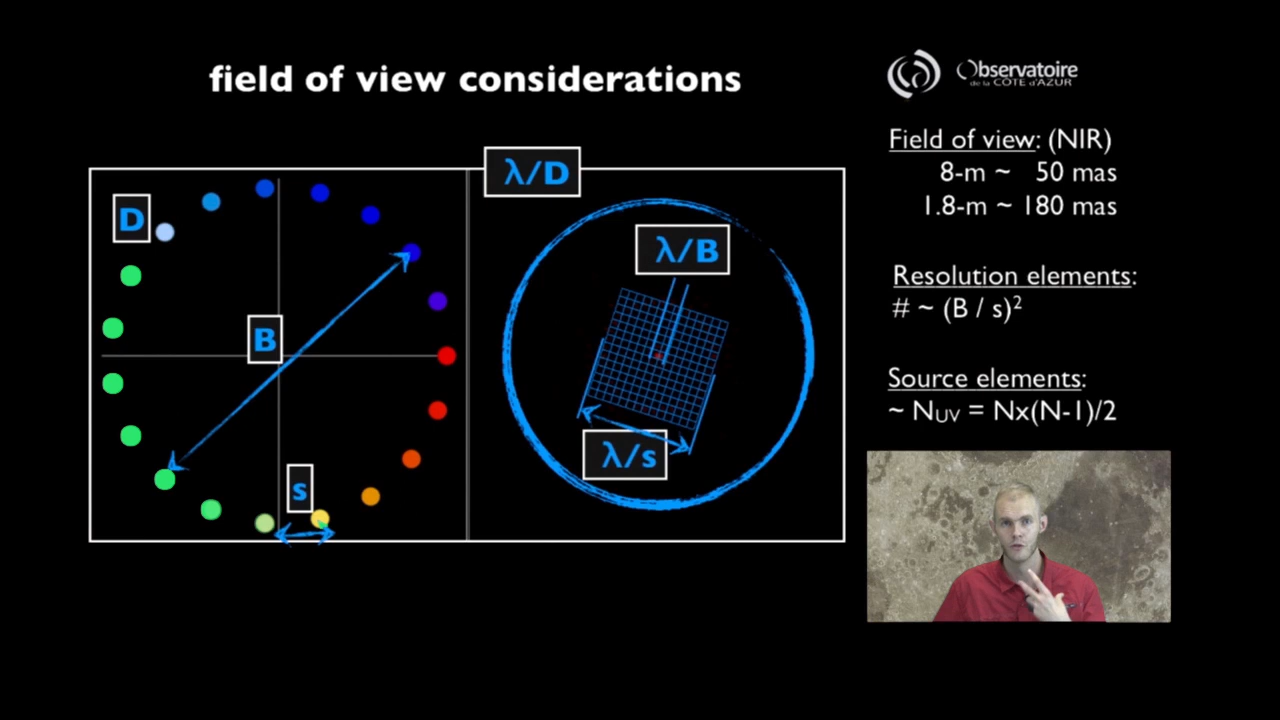 field of view considerations
Observatoire
de la CÔTE d'AZUR
λ/D
D
λ/B
B
λ/s
s
Field of view: (NIR)
8-m ~ 50 mas
1.8-m ~ 180 mas
Resolution elements:
# ~ (B / s)²
Source elements:
~ NUV = Nx(N-1)/2